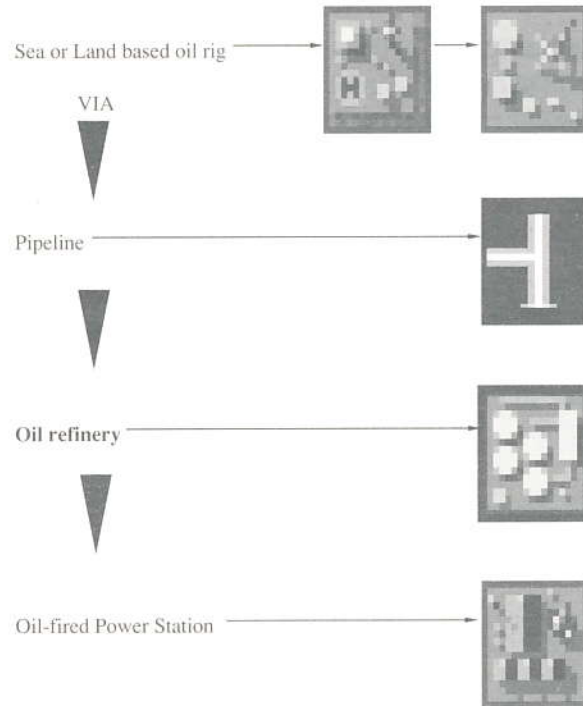 Sea or Land based oil rig
VIA
Pipeline
Oil refinery
Oil-fired Power Station
H